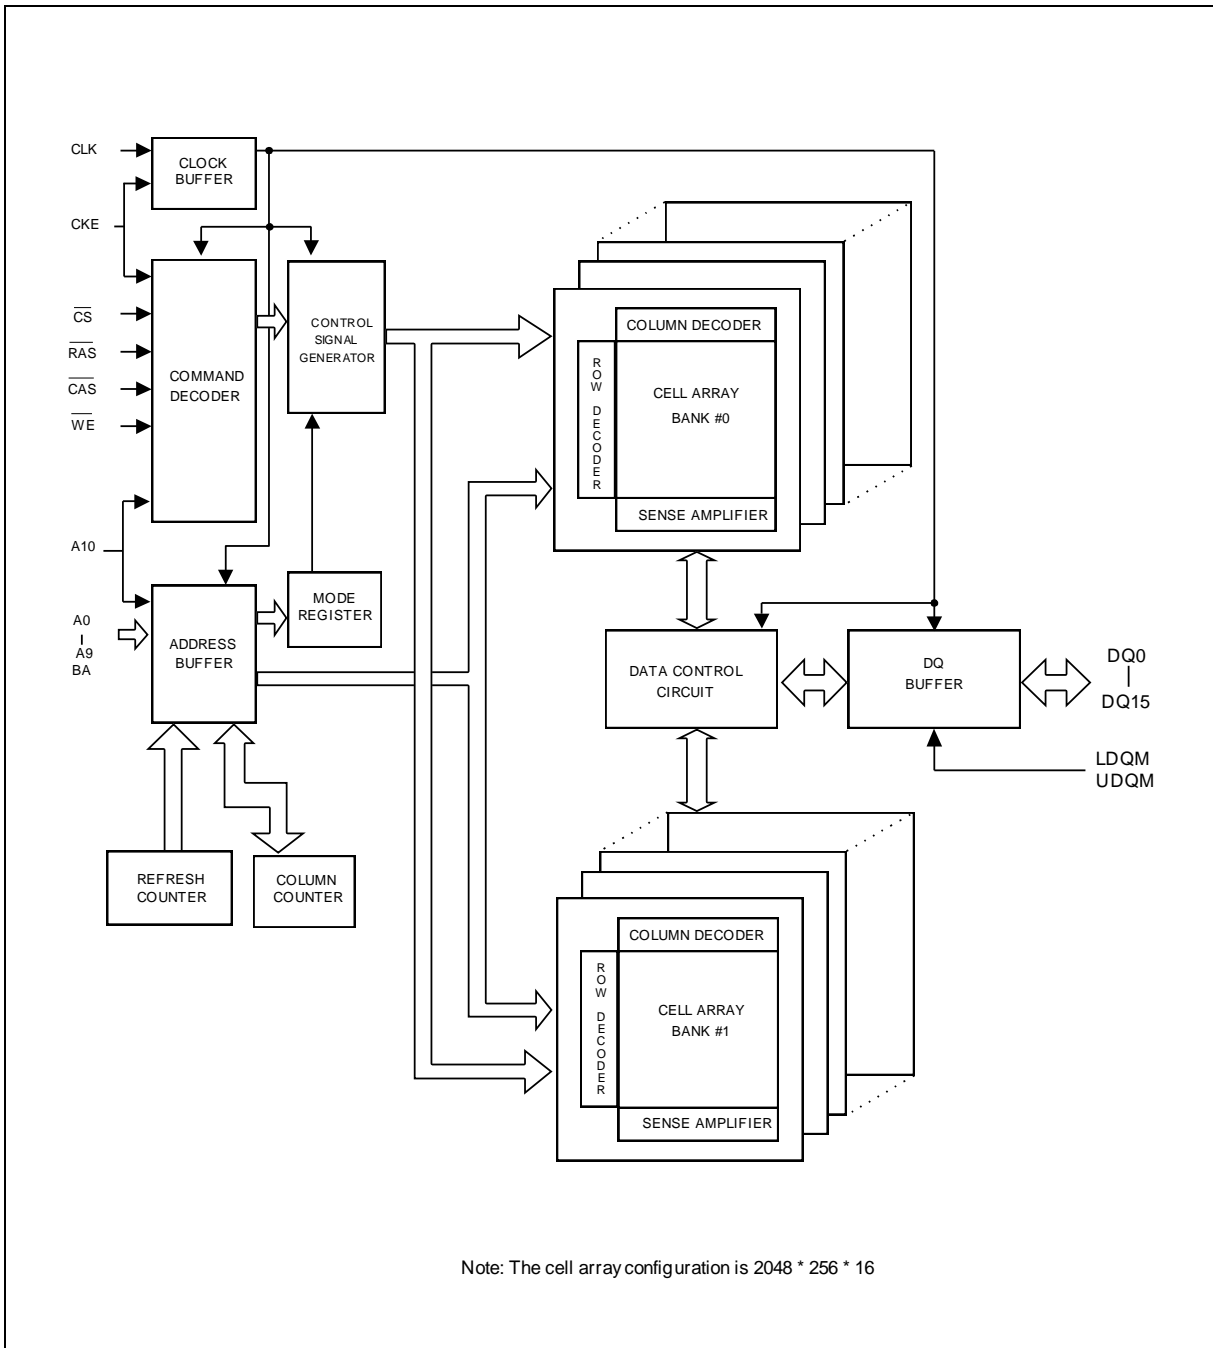 CLK
CLOCK
BUFFER
CKE
CS
RAS
CAS
WE
COMMAND
DECODER
CONTROL
SIGNAL
GENERATOR
COLUMN DECODER
ROW DECODER
CELL ARRAY
BANK #0
SENSE AMPLIFIER
A10
A0
A9
BA
ADDRESS
BUFFER
MODE
REGISTER
DATA CONTROL
CIRCUIT
DQ
BUFFER
DQ0
DQ15
LDQM
UDQM
REFRESH
COUNTER
COLUMN
COUNTER
COLUMN DECODER
ROW DECODER
CELL ARRAY
BANK #1
SENSE AMPLIFIER
Note: The cell array configuration is 2048 * 256 * 16